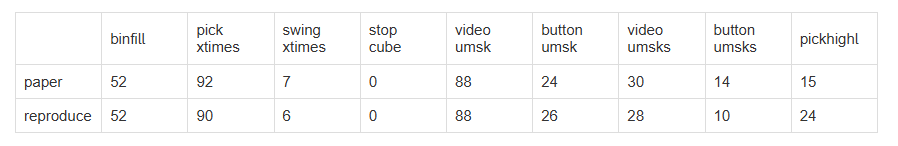 binfill pick xtimes swing xtimes stop cube video umsk button umsk video umsks button umsks pickhighl
paper 52 92 7 0 88 24 30 14 15
reproduce 52 90 6 0 88 26 28 10 24